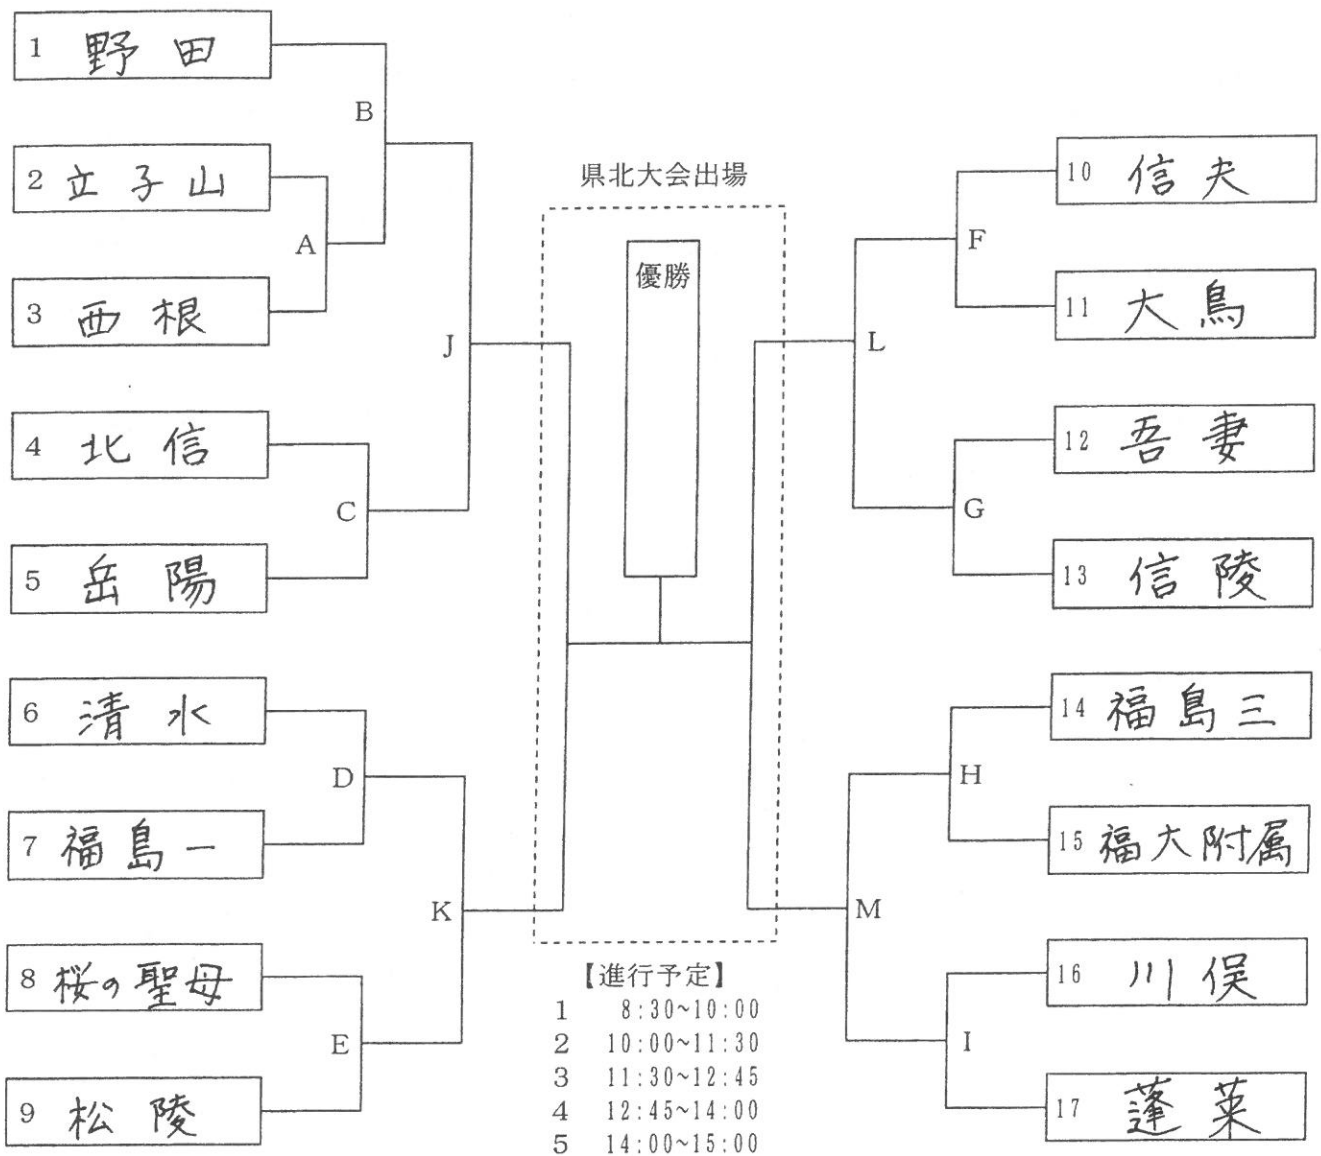 1 野田
B
2 立子山
A
3 西根
J
4 北信
C
5 岳陽
6 清水
D
7 福島一
K
8 桜の聖母
E
9 松陵
県北大会出場
優勝
10 信夫
F
11 大鳥
L
12 吾妻
G
13 信陵
14 福島三
H
15 福大附属
M
16 川俣
I
17 蓬莱
【進行予定】
1 8:30~10:00
2 10:00~11:30
3 11:30~12:45
4 12:45~14:00
5 14:00~15:00